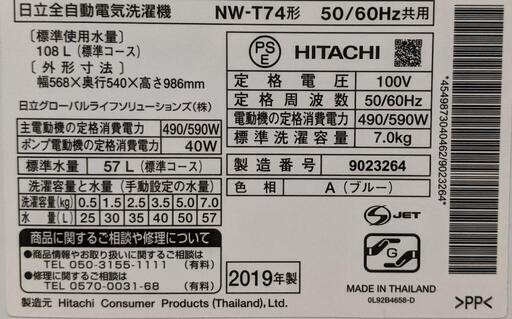 日立全自動電気洗濯機 NW-T74形 50/60Hz共用
〔標準使用水量〕
108 L (標準コース)
〔外形寸法〕
幅568×奥行540×高さ986mm
日立グローバルライフソリューションズ(株)
主電動機の定格消費電力 490/590W
ポンプ電動機の定格消費電力 40W
標準水量 57 L (標準コース)
洗濯容量と水量 (手動設定の水量)
洗濯容量(kg) 0.5 1.5 2.5 3.5 5.0 7.0
水量(L) 25 30 35 40 50 57
商品に関するご相談や修理について
●商品情報やお取り扱いに関するご相談
TEL 050-3155-1111 (有料)
●修理に関するご相談
TEL 0570-0031-68 (有料)
製造元 Hitachi Consumer Products (Thailand), Ltd.
PS
E
HITACHI
定格電圧 100V
定格周波数 50/60Hz
電動機の定格消費電力 490/590W
標準洗濯容量 7.0kg
製造番号 9023264
色相 A (ブルー)
2019年製
S JET
G
MADE IN THAILAND
0L92B4658-D
*4549873040462/9023264*
>PP<